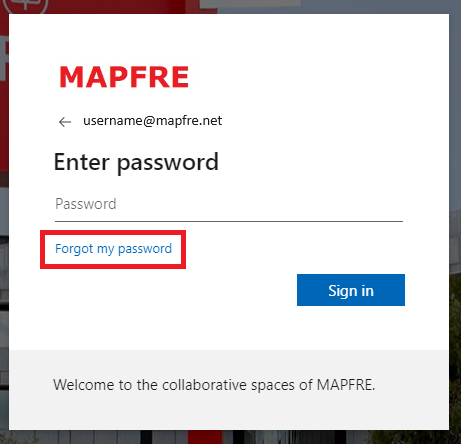 MAPFRE
username@mapfre.net
Enter password
Password
Forgot my password
Sign in
Welcome to the collaborative spaces of MAPFRE.